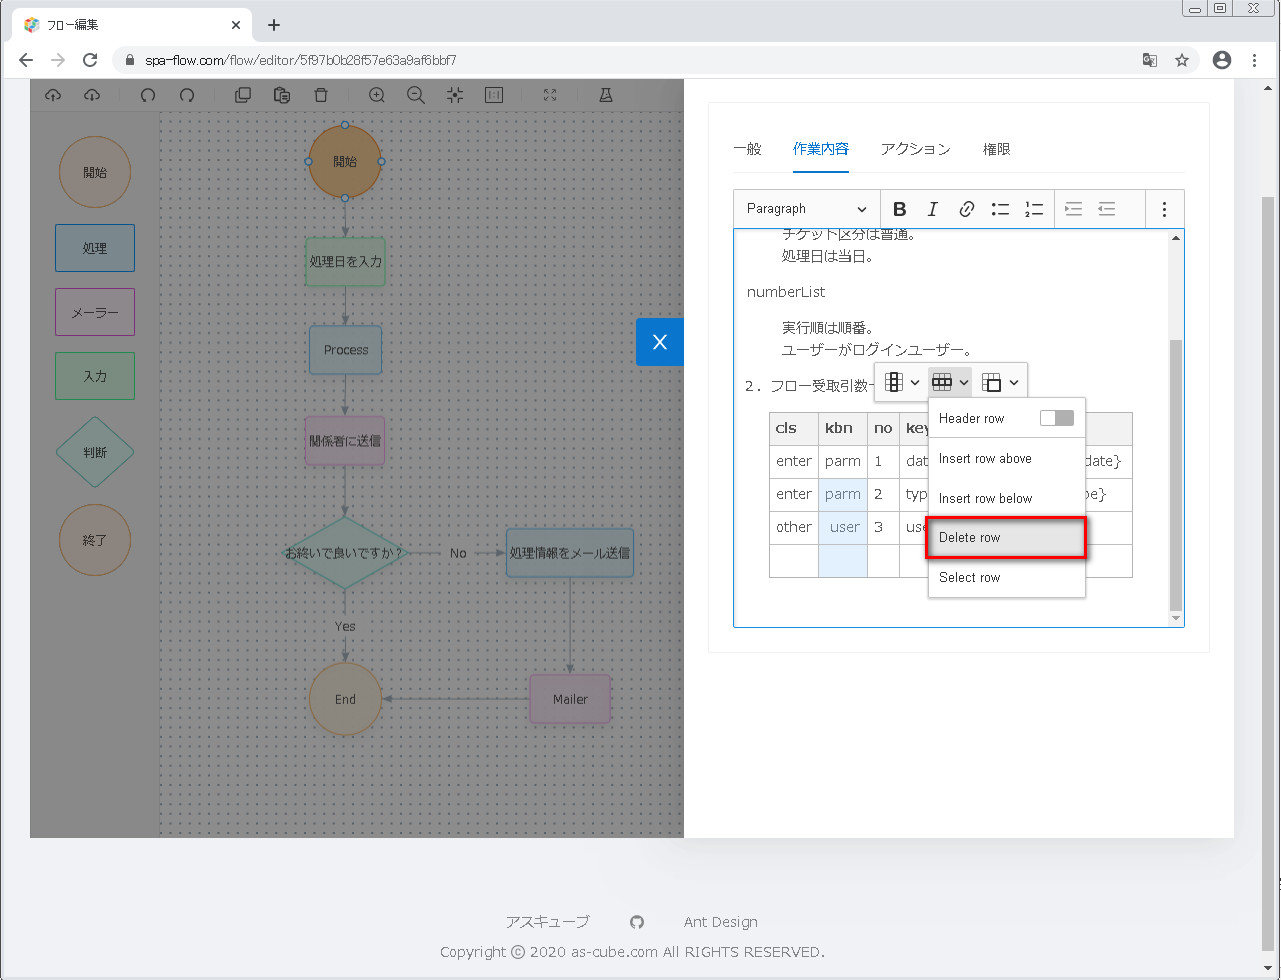 フロー編集
spa-flow.com/flow/editor/5f97b0b28f57e63a9af6bbf7
1:1
開始
処理
メーラー
入力
判断
終了
開始
処理日を入力
Process
関係者に送信
お終いで良いですか？
No
処理情報をメール送信
Yes
End
Mailer
X
一般 作業内容 アクション 権限
Paragraph
チケット区分は普通。
処理日は当日。
numberList
実行順は順番。
ユーザーがログインユーザー。
2. フロー受取引数
cls kbn no key
enter parm 1 dat date}
enter parm 2 typ pe}
other user 3 use
Header row
Insert row above
Insert row below
Delete row
Select row
アスキューブ Ant Design
Copyright © 2020 as-cube.com All RIGHTS RESERVED.